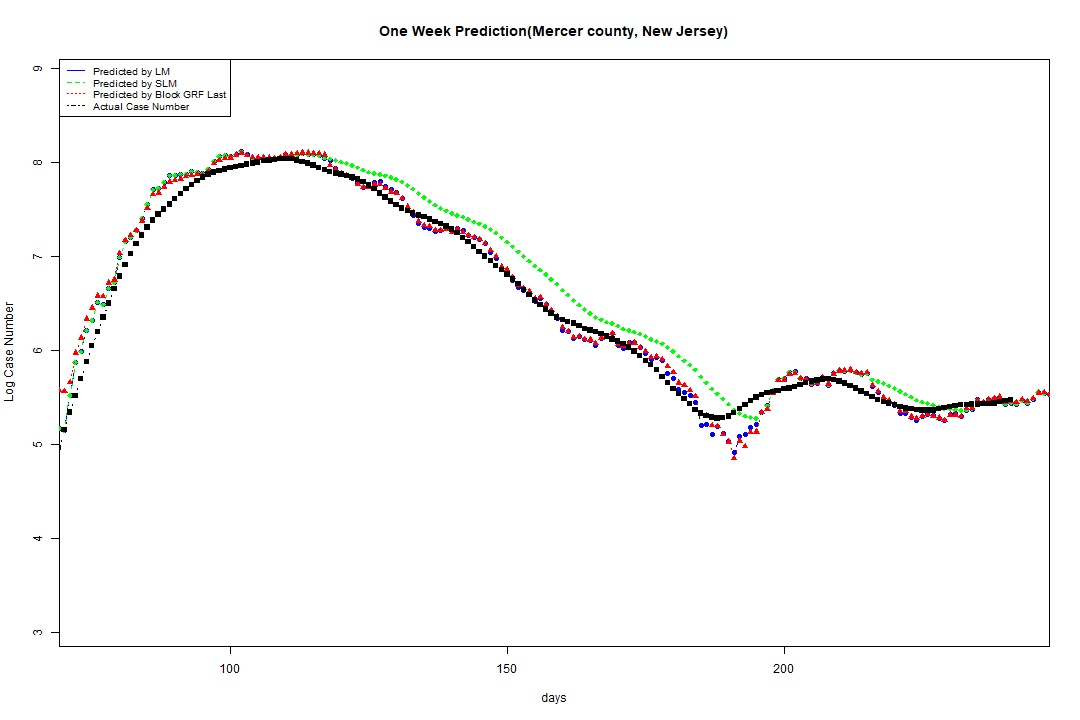 One Week Prediction(Mercer county, New Jersey)
Predicted by LM
Predicted by SLM
Predicted by Block GRF Last
Actual Case Number
9
8
7
6
5
4
3
Log Case Number
100 150 200
days